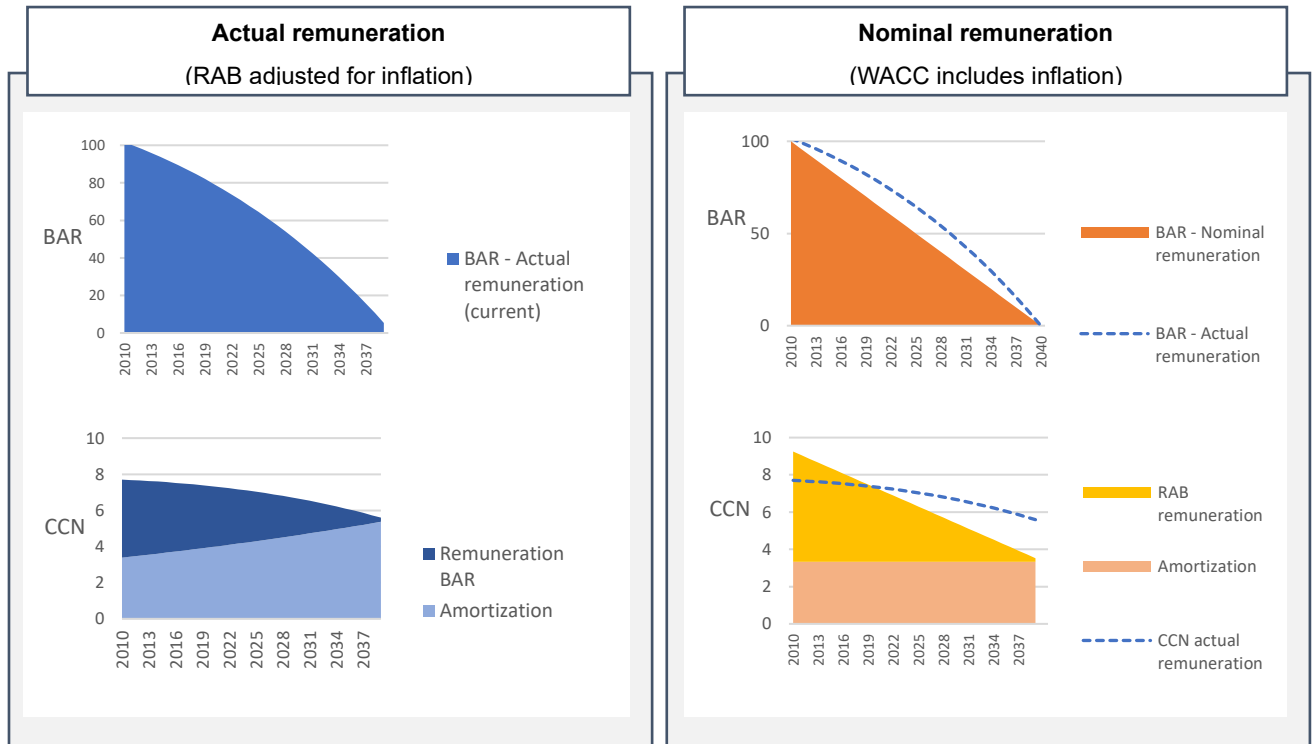 Actual remuneration
(RAB adjusted for inflation)
100
80
60
40
20
0
BAR
2010
2013
2016
2019
2022
2025
2028
2031
2034
2037
BAR - Actual
remuneration
(current)
10
8
6
4
2
0
CCN
2010
2013
2016
2019
2022
2025
2028
2031
2034
2037
Remuneration
BAR
Amortization
Nominal remuneration
(WACC includes inflation)
100
50
0
BAR
2010
2013
2016
2019
2022
2025
2028
2031
2034
2037
2040
BAR - Nominal
remuneration
BAR - Actual
remuneration
10
8
6
4
2
0
CCN
2010
2013
2016
2019
2022
2025
2028
2031
2034
2037
RAB
remuneration
Amortization
CCN actual
remuneration